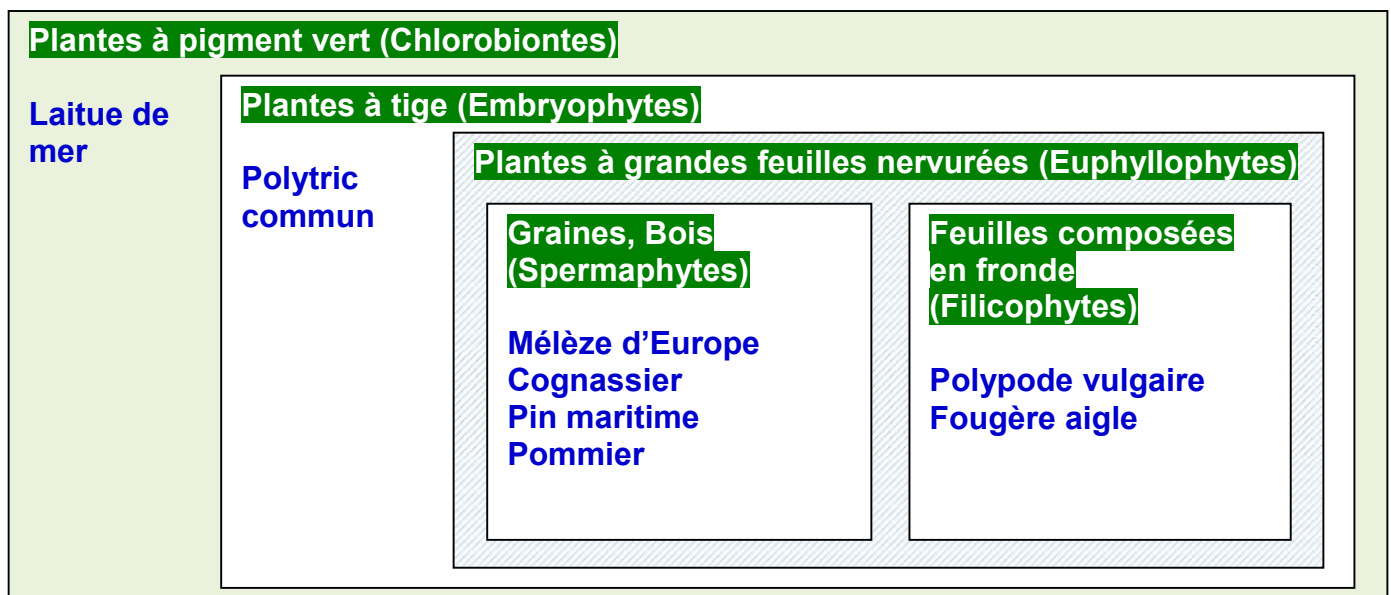 Plantes à pigment vert (Chlorobiontes)
Laitue de
mer
Plantes à tige (Embryophytes)
Polytric
commun
Plantes à grandes feuilles nervurées (Euphyllophytes)
Graines, Bois
(Spermaphytes)
Mélèze d’Europe
Cognassier
Pin maritime
Pommier
Feuilles composées
en fronde
(Filicophytes)
Polypode vulgaire
Fougère aigle